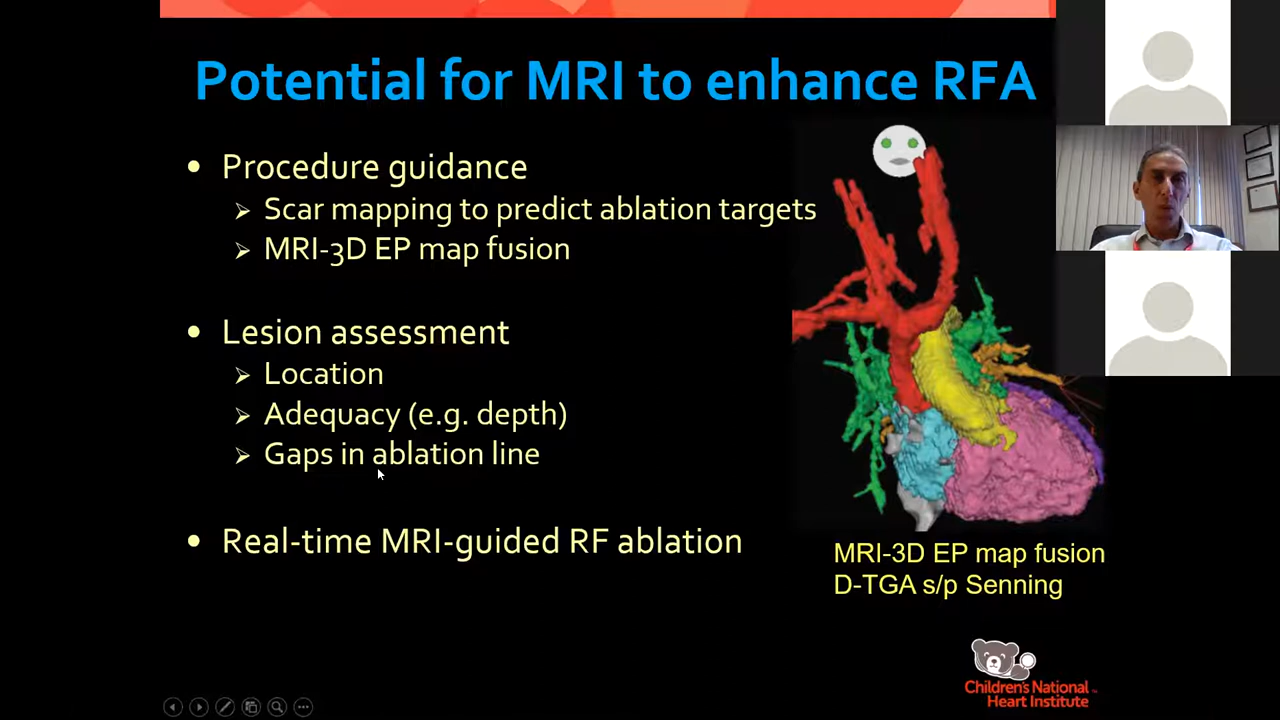 Potential for MRI to enhance RFA
• Procedure guidance
➢ Scar mapping to predict ablation targets
➢ MRI-3D EP map fusion
• Lesion assessment
➢ Location
➢ Adequacy (e.g. depth)
➢ Gaps in ablation line
• Real-time MRI-guided RF ablation
MRI-3D EP map fusion
D-TGA s/p Senning
Children's National
Heart Institute